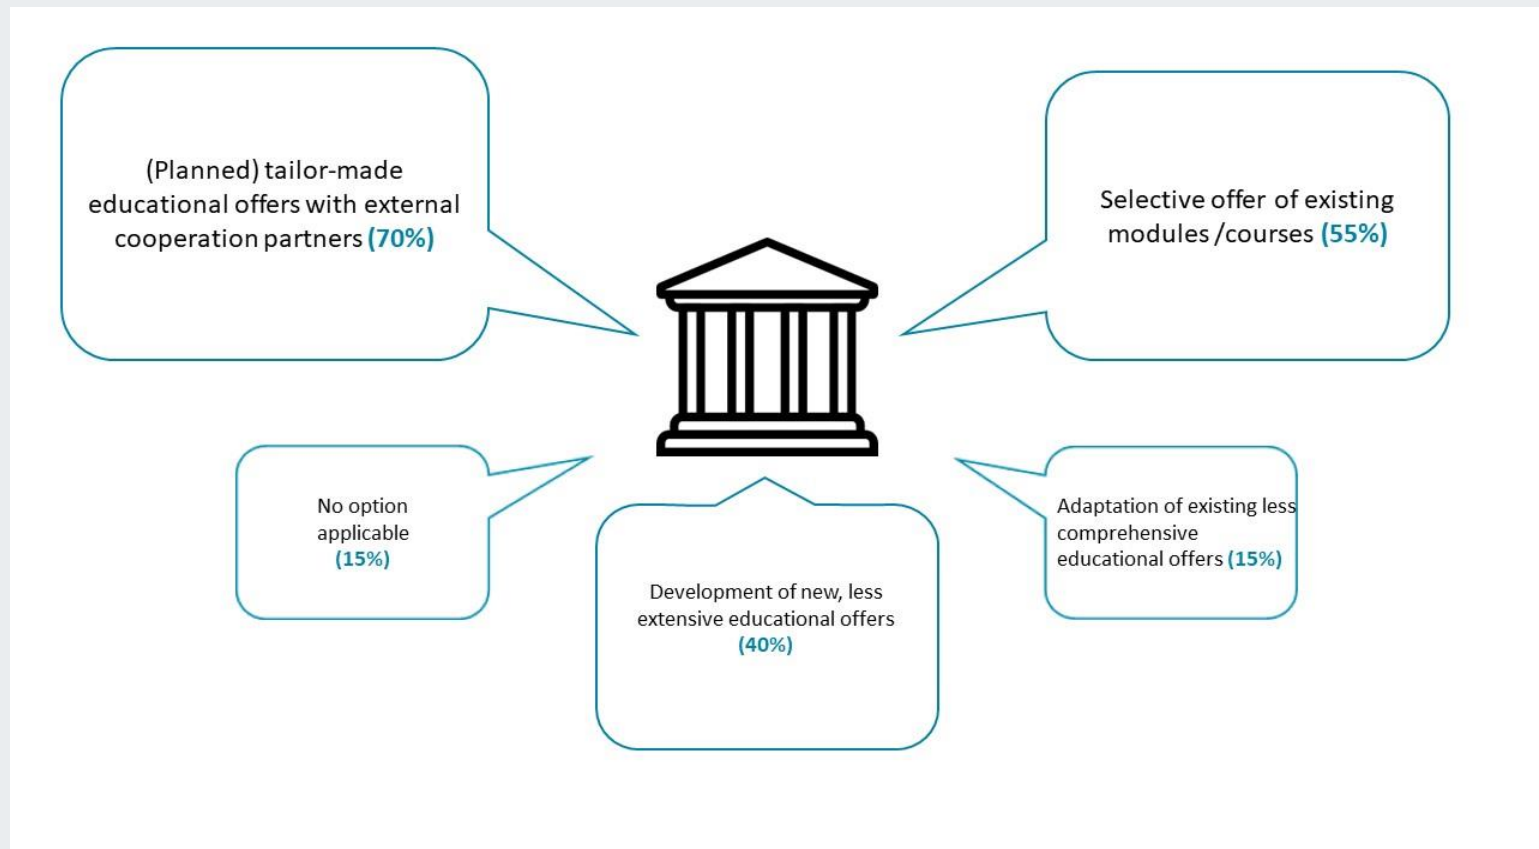 (Planned) tailor-made
educational offers with external
cooperation partners (70%)
Selective offer of existing
modules /courses (55%)
No option
applicable
(15%)
Development of new, less
extensive educational offers
(40%)
Adaptation of existing less
comprehensive
educational offers (15%)